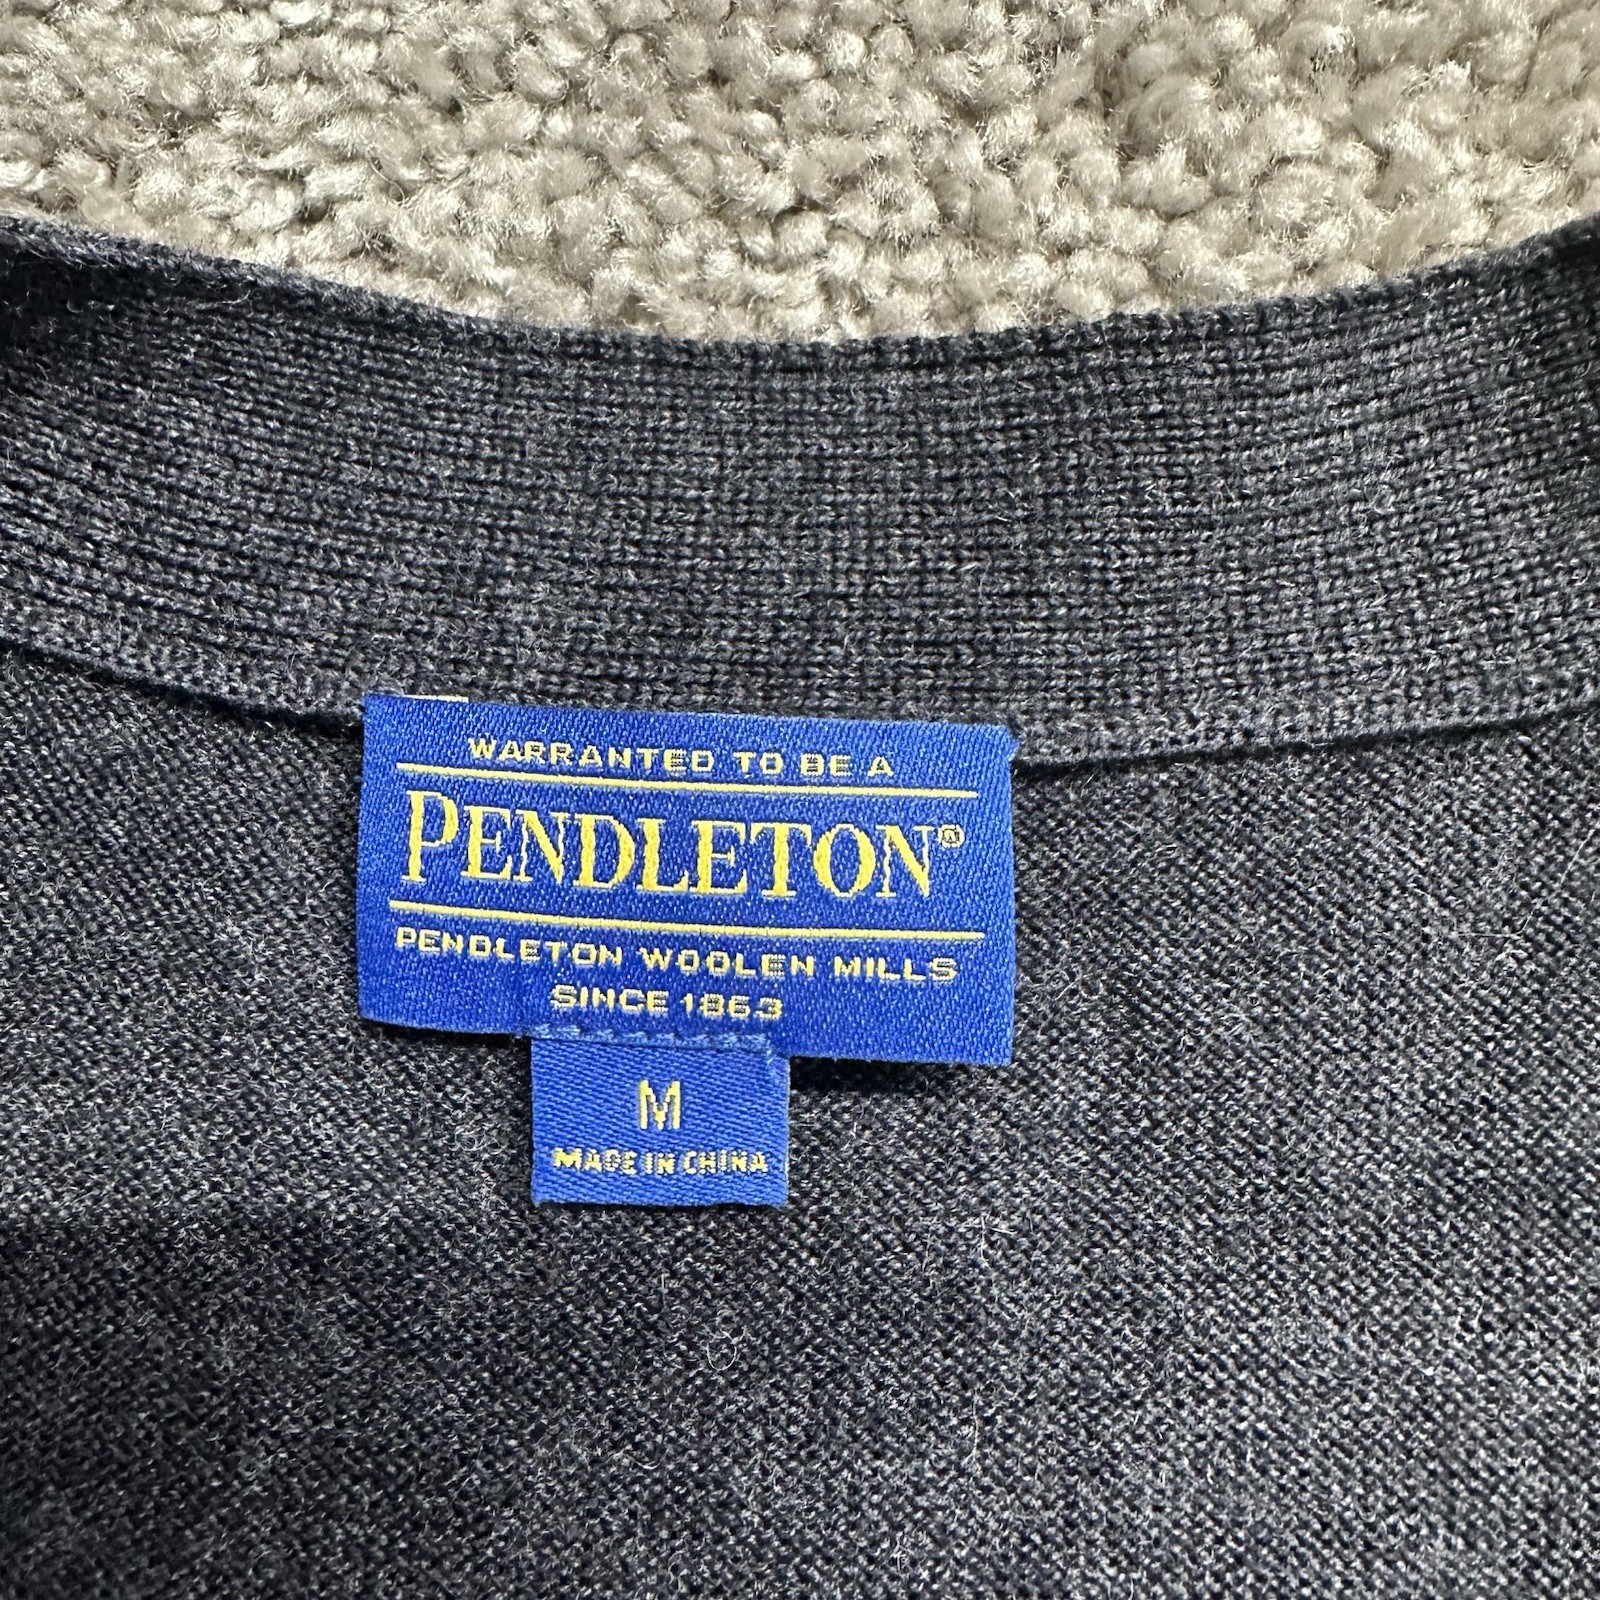 WARRANTED TO BE A
PENDLETON®
PENDLETON WOOLEN MILLS
SINCE 1863
M
MADE IN CHINA